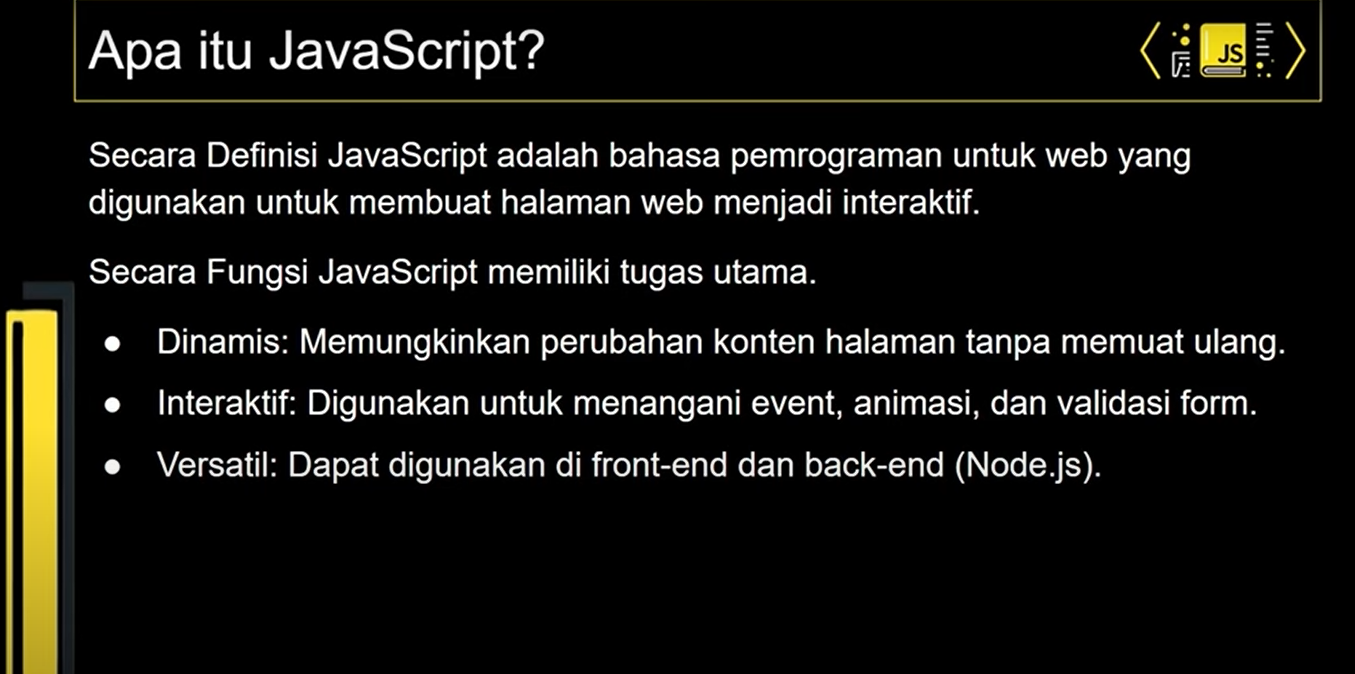 Apa itu JavaScript?
JS
Secara Definisi JavaScript adalah bahasa pemrograman untuk web yang
digunakan untuk membuat halaman web menjadi interaktif.
Secara Fungsi JavaScript memiliki tugas utama.
● Dinamis: Memungkinkan perubahan konten halaman tanpa memuat ulang.
● Interaktif: Digunakan untuk menangani event, animasi, dan validasi form.
● Versatil: Dapat digunakan di front-end dan back-end (Node.js).